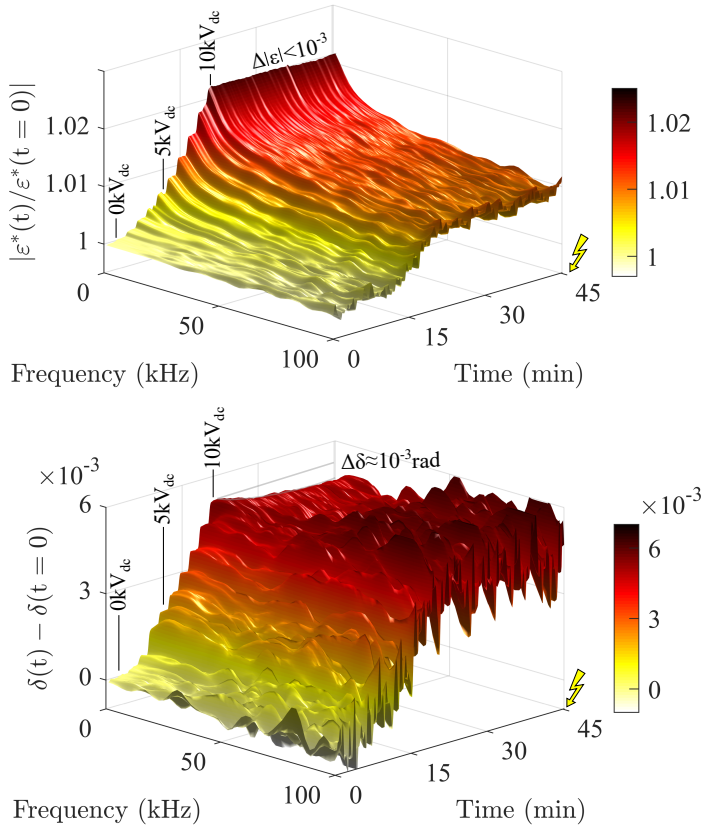 10kV_dc
Δ|ε|<10⁻³
5kV_dc
0kV_dc
|ε*(t)/ε*(t = 0)|
1.02
1.01
1
0
50
100
Frequency (kHz)
0
15
30
45
Time (min)
1.02
1.01
1
×10⁻³
10kV_dc
Δδ≈10⁻³rad
5kV_dc
0kV_dc
δ(t) − δ(t = 0)
6
3
0
0
50
100
Frequency (kHz)
0
15
30
45
Time (min)
×10⁻³
6
3
0